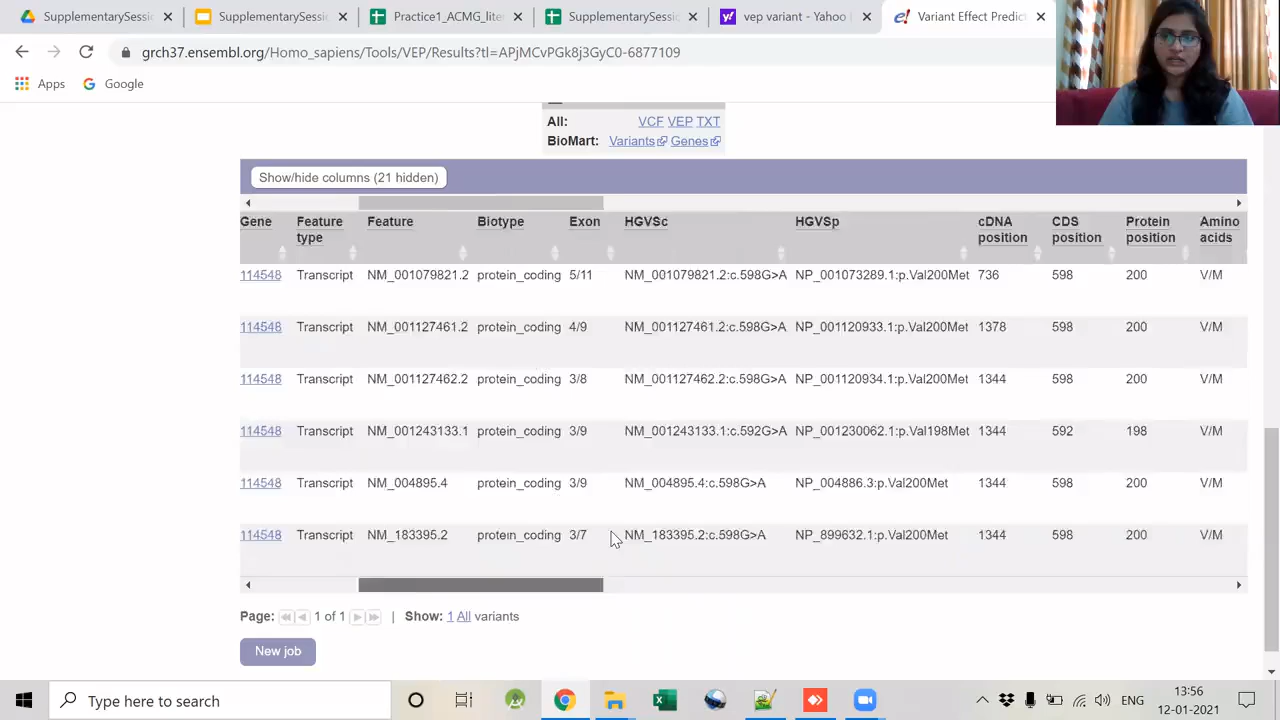 SupplementarySessi
SupplementarySessi
Practice1_ACMG_lite
SupplementarySessi
vep variant - Yahoo
Variant Effect Predic
grch37.ensembl.org/Homo_sapiens/Tools/VEP/Results?tl=APjMCvPGk8j3GyC0-6877109
Apps Google
All: VCF VEP TXT
BioMart: Variants Genes
Show/hide columns (21 hidden)
Gene Feature type Feature Biotype Exon HGVSc HGVSp cDNA position CDS position Protein position Amino acids
114548 Transcript NM_001079821.2 protein_coding 5/11 NM_001079821.2:c.598G>A NP_001073289.1:p.Val200Met 736 598 200 V/M
114548 Transcript NM_001127461.2 protein_coding 4/9 NM_001127461.2:c.598G>A NP_001120933.1:p.Val200Met 1378 598 200 V/M
114548 Transcript NM_001127462.2 protein_coding 3/8 NM_001127462.2:c.598G>A NP_001120934.1:p.Val200Met 1344 598 200 V/M
114548 Transcript NM_001243133.1 protein_coding 3/9 NM_001243133.1:c.592G>A NP_001230062.1:p.Val198Met 1344 592 198 V/M
114548 Transcript NM_004895.4 protein_coding 3/9 NM_004895.4:c.598G>A NP_004886.3:p.Val200Met 1344 598 200 V/M
114548 Transcript NM_183395.2 protein_coding 3/7 NM_183395.2:c.598G>A NP_899632.1:p.Val200Met 1344 598 200 V/M
Page: 1 of 1 | Show: 1 All variants
New job
Type here to search
ENG
13:56
12-01-2021